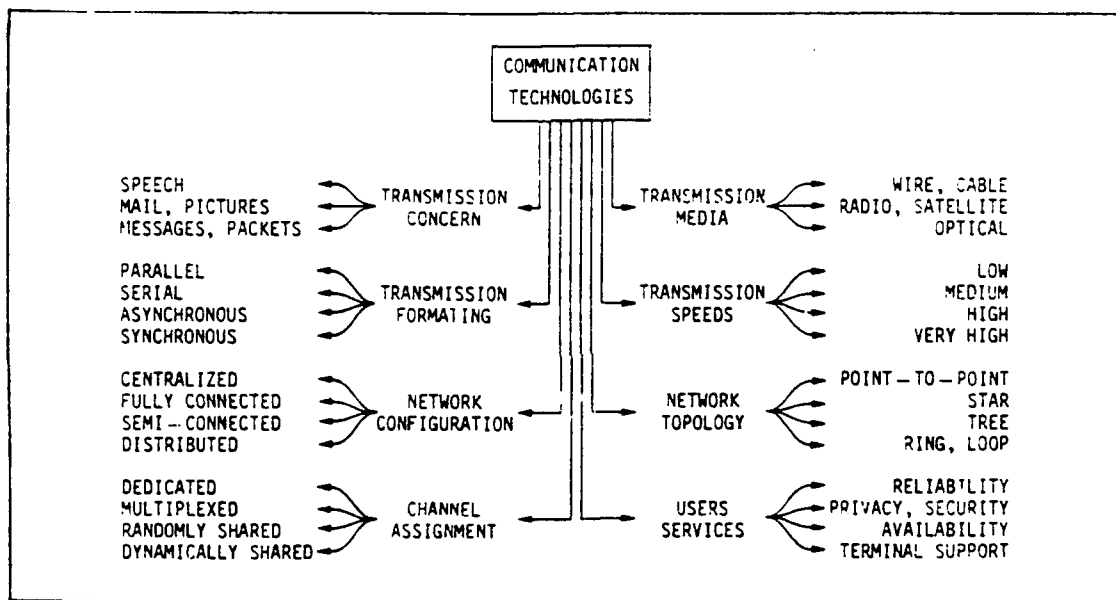 COMMUNICATION
TECHNOLOGIES
SPEECH
MAIL, PICTURES
MESSAGES, PACKETS
TRANSMISSION
CONCERN
TRANSMISSION
MEDIA
WIRE, CABLE
RADIO, SATELLITE
OPTICAL
PARALLEL
SERIAL
ASYNCHRONOUS
SYNCHRONOUS
TRANSMISSION
FORMATING
TRANSMISSION
SPEEDS
LOW
MEDIUM
HIGH
VERY HIGH
CENTRALIZED
FULLY CONNECTED
SEMI-CONNECTED
DISTRIBUTED
NETWORK
CONFIGURATION
NETWORK
TOPOLOGY
POINT-TO-POINT
STAR
TREE
RING, LOOP
DEDICATED
MULTIPLEXED
RANDOMLY SHARED
DYNAMICALLY SHARED
CHANNEL
ASSIGNMENT
USERS
SERVICES
RELIABILITY
PRIVACY, SECURITY
AVAILABILITY
TERMINAL SUPPORT